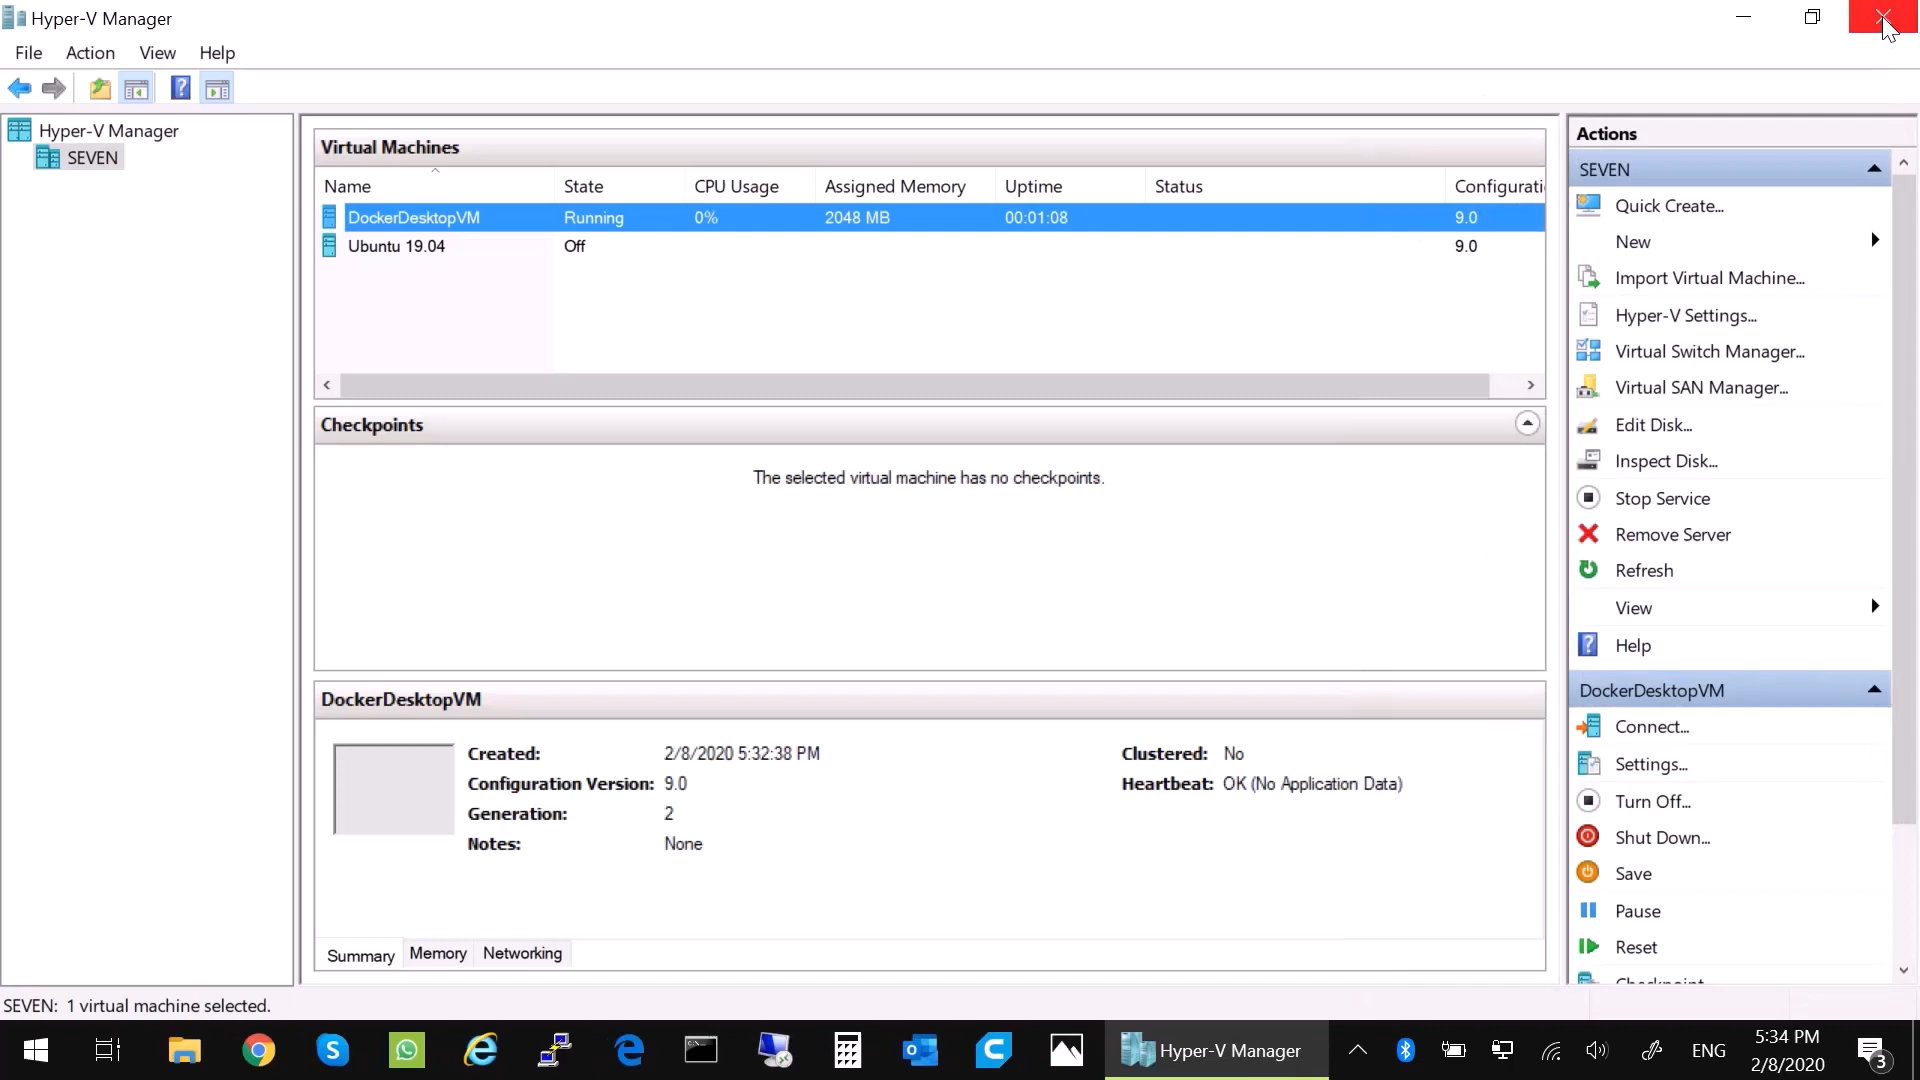 Hyper-V Manager
File Action View Help
Hyper-V Manager
SEVEN
Virtual Machines
Name State CPU Usage Assigned Memory Uptime Status Configurati
DockerDesktopVM Running 0% 2048 MB 00:01:08 9.0
Ubuntu 19.04 Off 9.0
Checkpoints
The selected virtual machine has no checkpoints.
DockerDesktopVM
Created: 2/8/2020 5:32:38 PM Clustered: No
Configuration Version: 9.0 Heartbeat: OK (No Application Data)
Generation: 2
Notes: None
Summary Memory Networking
Actions
SEVEN
Quick Create...
New
Import Virtual Machine...
Hyper-V Settings...
Virtual Switch Manager...
Virtual SAN Manager...
Edit Disk...
Inspect Disk...
Stop Service
Remove Server
Refresh
View
Help
DockerDesktopVM
Connect...
Settings...
Turn Off...
Shut Down...
Save
Pause
Reset
Checkpoint
SEVEN: 1 virtual machine selected.
Hyper-V Manager
ENG
5:34 PM
2/8/2020
3